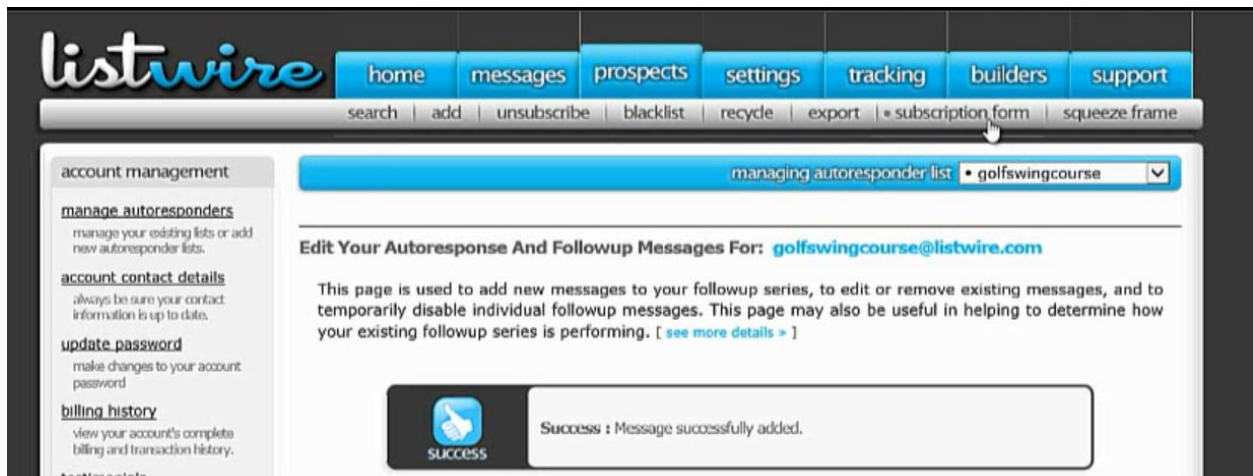 listwire
home messages prospects settings tracking builders support
search | add | unsubscribe | blacklist | recycle | export | • subscription form | squeeze frame
account management
managing autoresponder list • golfswingcourse
manage autoresponders
manage your existing lists or add
new autoresponder lists.
Edit Your Autoresponse And Followup Messages For: golfswingcourse@listwire.com
account contact details
always be sure your contact
information is up to date.
This page is used to add new messages to your followup series, to edit or remove existing messages, and to
temporarily disable individual followup messages. This page may also be useful in helping to determine how
your existing followup series is performing. [ see more details » ]
update password
make changes to your account
password
billing history
view your account's complete
billing and transaction history.
success
Success : Message successfully added.